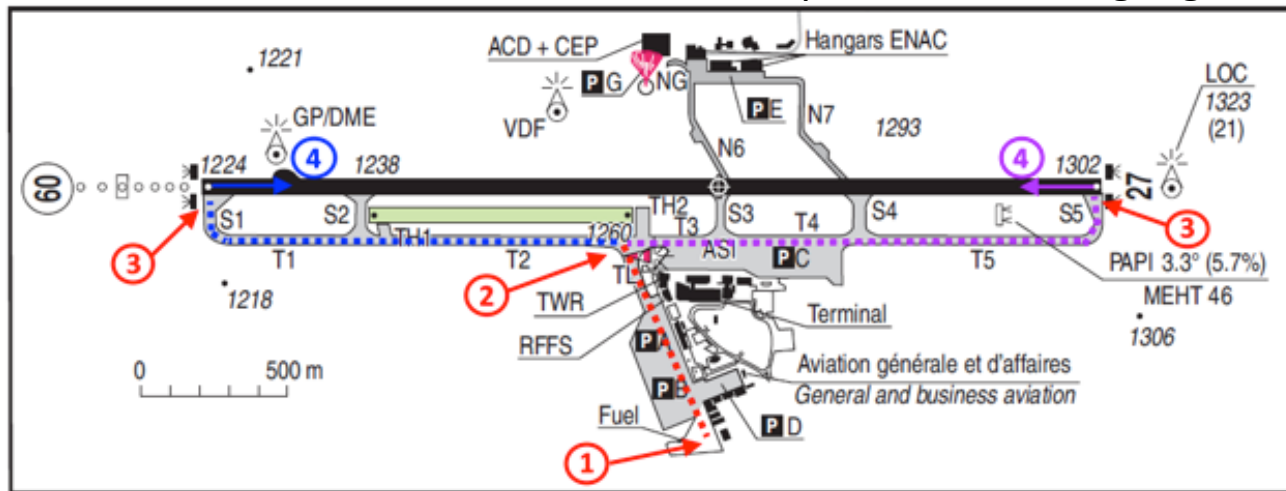 1221
ACD + CEP
Hangars ENAC
LOC
1323
(21)
P G
NG
P E
N7
GP/DME
VDF
1293
1224
4
1238
N6
4
1302
09
27
S1
S2
TH2
S3
T4
S4
S5
3
TH1
1260
T3
3
T1
T2
ASI
P C
T5
PAPI 3.3° (5.7%)
MEHT 46
2
TL
1218
TWR
Terminal
1306
RFFS
P A
0 500 m
P B
Aviation générale et d'affaires
General and business aviation
Fuel
P D
1